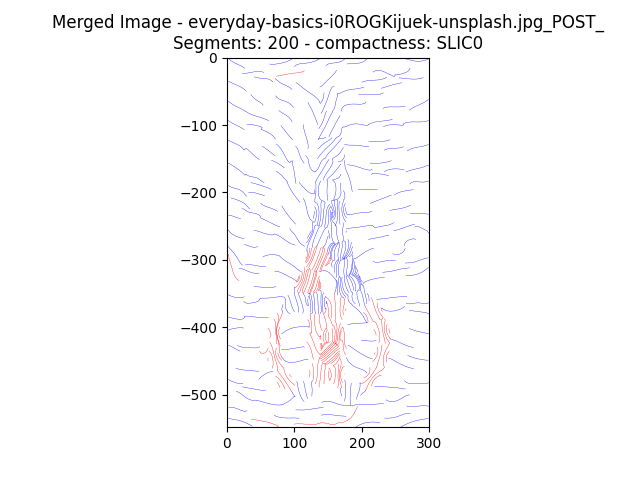 Merged Image - everyday-basics-i0ROGKijuek-unsplash.jpg_POST_
Segments: 200 - compactness: SLIC0
0
−100
−200
−300
−400
−500
0 100 200 300